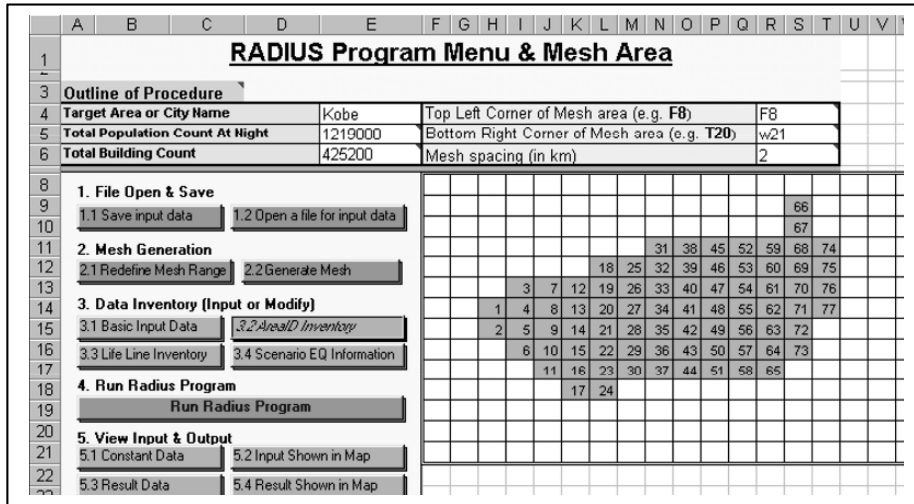 A B C D E F G H I J K L M N O P Q R S T U V
1 RADIUS Program Menu & Mesh Area
3 Outline of Procedure
4 Target Area or City Name Kobe Top Left Corner of Mesh area (e.g. F8) F8
5 Total Population Count At Night 1219000 Bottom Right Corner of Mesh area (e.g. T20) w21
6 Total Building Count 425200 Mesh spacing (in km) 2
8 1. File Open & Save
9 66
1.1 Save input data 1.2 Open a file for input data
10 67
11 2. Mesh Generation 31 38 45 52 59 68 74
12 2.1 Redefine Mesh Range 2.2 Generate Mesh 18 25 32 39 46 53 60 69 75
13 3 7 12 19 26 33 40 47 54 61 70 76
14 3. Data Inventory (Input or Modify) 1 4 8 13 20 27 34 41 48 55 62 71 77
15 3.1 Basic Input Data 3.2 AreaID Inventory 2 5 9 14 21 28 35 42 49 56 63 72
16 3.3 Life Line Inventory 3.4 Scenario EQ Information 6 10 15 22 29 36 43 50 57 64 73
17 11 16 23 30 37 44 51 58 65
18 4. Run Radius Program 17 24
19 Run Radius Program
20 5. View Input & Output
21 5.1 Constant Data 5.2 Input Shown in Map
22 5.3 Result Data 5.4 Result Shown in Map